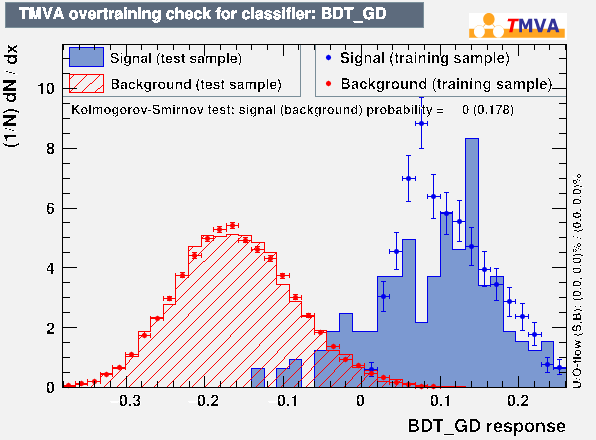 TMVA overtraining check for classifier: BDT_GD
TMVA
(1/N) dN / dx
Signal (test sample)
Background (test sample)
Signal (training sample)
Background (training sample)
Kolmogorov-Smirnov test: signal (background) probability = 0 (0.178)
10
8
6
4
2
0
U/O-flow (S,B): (0.0, 0.0)% / (0.0, 0.0)%
-0.3 -0.2 -0.1 0 0.1 0.2
BDT_GD response